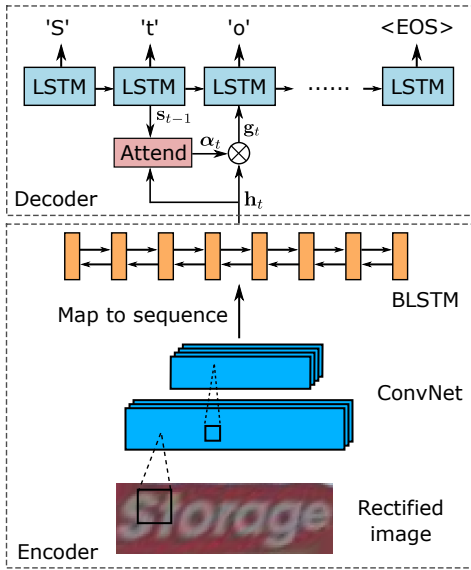 'S' 't' 'o' <EOS>
LSTM LSTM LSTM ...... LSTM
s_{t−1} g_t
Attend α_t
Decoder h_t
BLSTM
Map to sequence
ConvNet
Storage
Rectified
image
Encoder